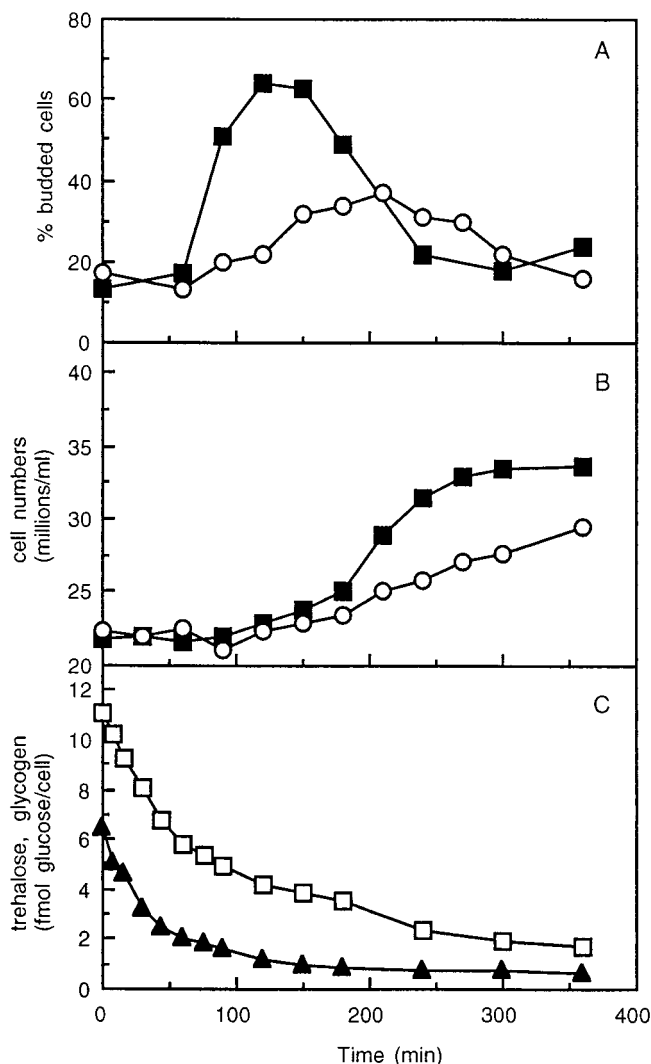 80
60
40
20
0
% budded cells
A
40
35
30
25
20
cell numbers
(millions/ml)
B
12
10
8
6
4
2
0
trehalose, glycogen
(fmol glucose/cell)
C
0
100
200
300
400
Time (min)